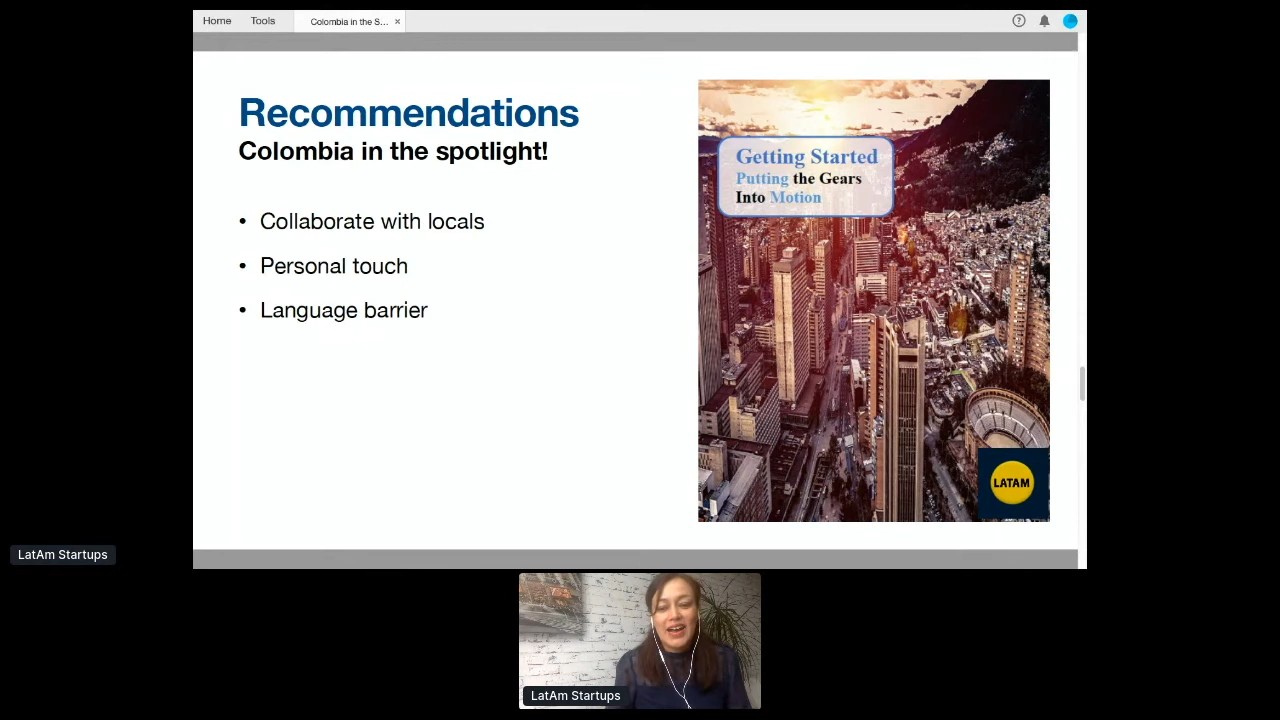 Home Tools Colombia in the S... ×
Recommendations
Colombia in the spotlight!
• Collaborate with locals
• Personal touch
• Language barrier
Getting Started
Putting the Gears
Into Motion
LATAM
LatAm Startups
LatAm Startups